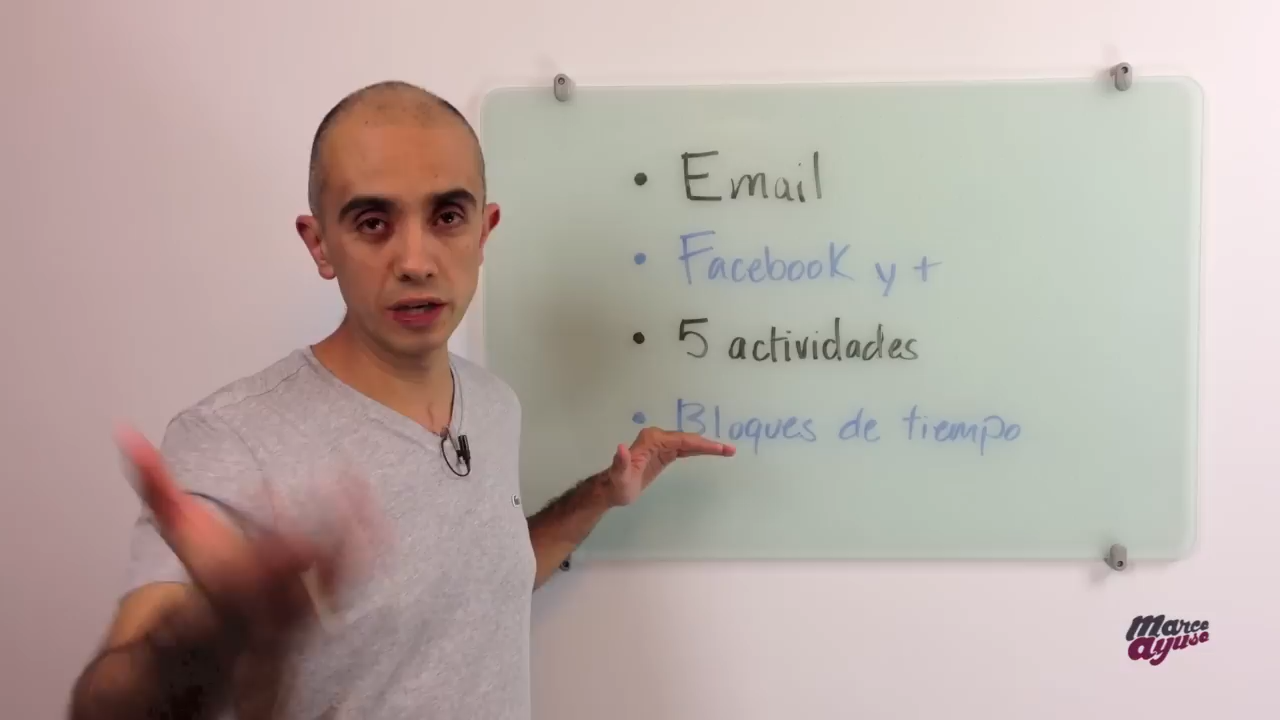 • Email
• Facebook y +
• 5 actividades
• Bloques de tiempo
Marco
ayuso